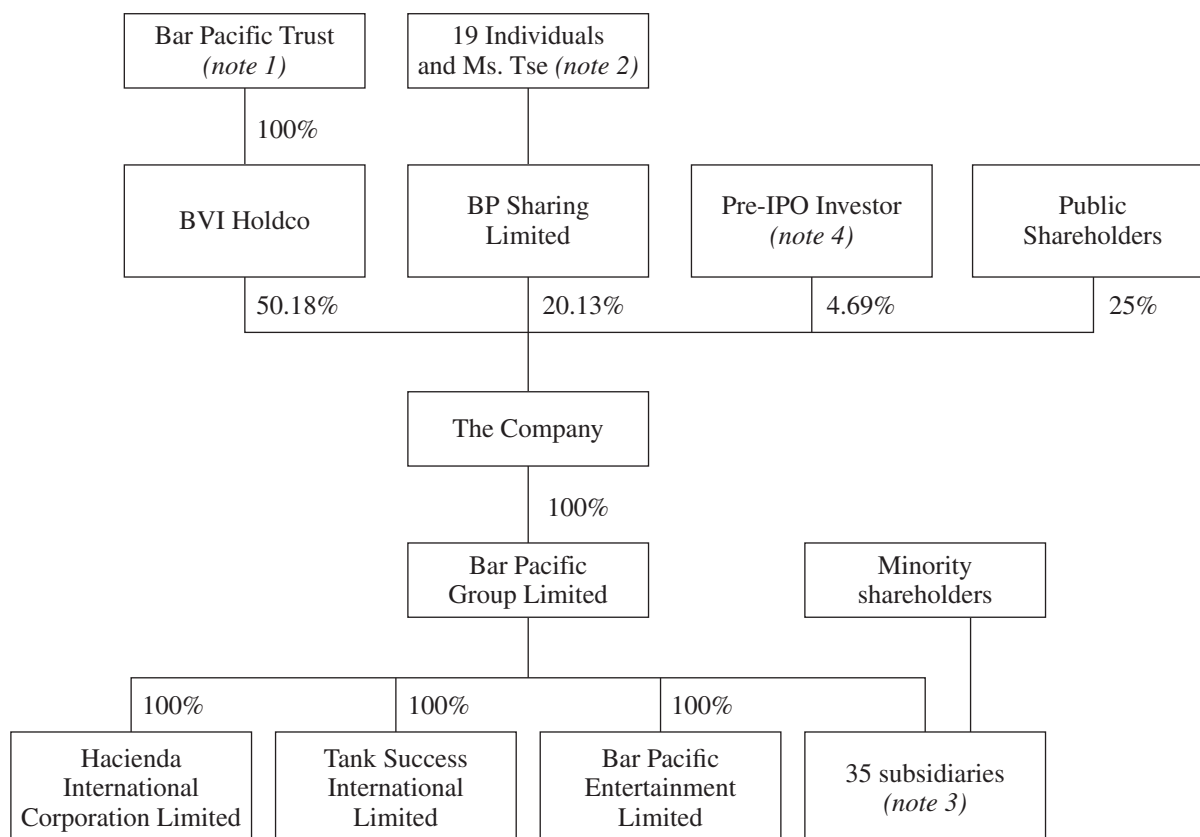 Bar Pacific Trust
(note 1)
19 Individuals
and Ms. Tse (note 2)
100%
BVI Holdco
BP Sharing
Limited
Pre-IPO Investor
(note 4)
Public
Shareholders
50.18%
20.13%
4.69%
25%
The Company
100%
Bar Pacific
Group Limited
Minority
shareholders
100%
100%
100%
Hacienda
International
Corporation Limited
Tank Success
International
Limited
Bar Pacific
Entertainment
Limited
35 subsidiaries
(note 3)